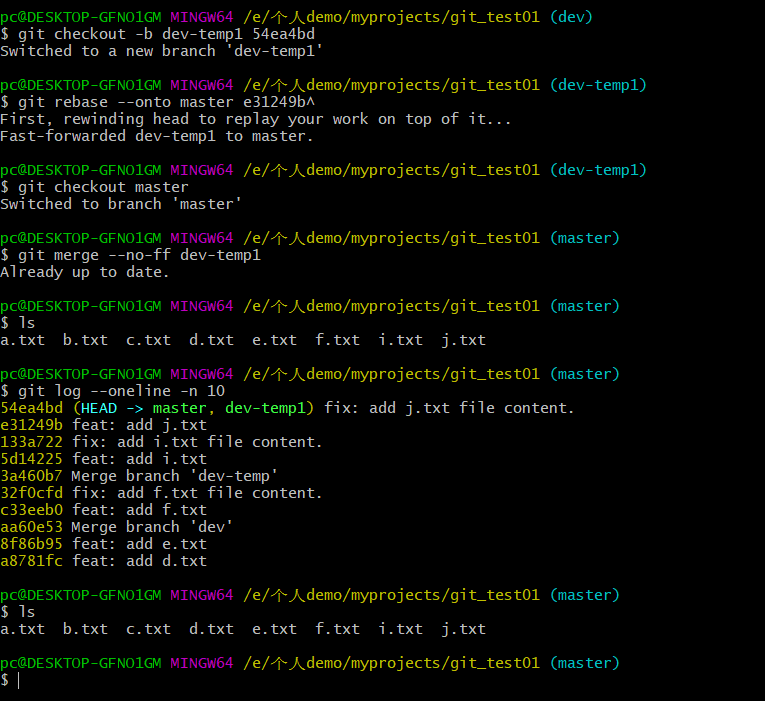 pc@DESKTOP-GFNO1GM MINGW64 /e/个人demo/myprojects/git_test01 (dev)
$ git checkout -b dev-temp1 54ea4bd
Switched to a new branch 'dev-temp1'
pc@DESKTOP-GFNO1GM MINGW64 /e/个人demo/myprojects/git_test01 (dev-temp1)
$ git rebase --onto master e31249b^
First, rewinding head to replay your work on top of it...
Fast-forwarded dev-temp1 to master.
pc@DESKTOP-GFNO1GM MINGW64 /e/个人demo/myprojects/git_test01 (dev-temp1)
$ git checkout master
Switched to branch 'master'
pc@DESKTOP-GFNO1GM MINGW64 /e/个人demo/myprojects/git_test01 (master)
$ git merge --no-ff dev-temp1
Already up to date.
pc@DESKTOP-GFNO1GM MINGW64 /e/个人demo/myprojects/git_test01 (master)
$ ls
a.txt  b.txt  c.txt  d.txt  e.txt  f.txt  i.txt  j.txt
pc@DESKTOP-GFNO1GM MINGW64 /e/个人demo/myprojects/git_test01 (master)
$ git log --oneline -n 10
54ea4bd (HEAD -> master, dev-temp1) fix: add j.txt file content.
e31249b feat: add j.txt
133a722 fix: add i.txt file content.
5d14225 feat: add i.txt
3a460b7 Merge branch 'dev-temp'
32f0cfd fix: add f.txt file content.
c33eeb0 feat: add f.txt
aa60e53 Merge branch 'dev'
8f86b95 feat: add e.txt
a8781fc feat: add d.txt
pc@DESKTOP-GFNO1GM MINGW64 /e/个人demo/myprojects/git_test01 (master)
$ ls
a.txt  b.txt  c.txt  d.txt  e.txt  f.txt  i.txt  j.txt
pc@DESKTOP-GFNO1GM MINGW64 /e/个人demo/myprojects/git_test01 (master)
$